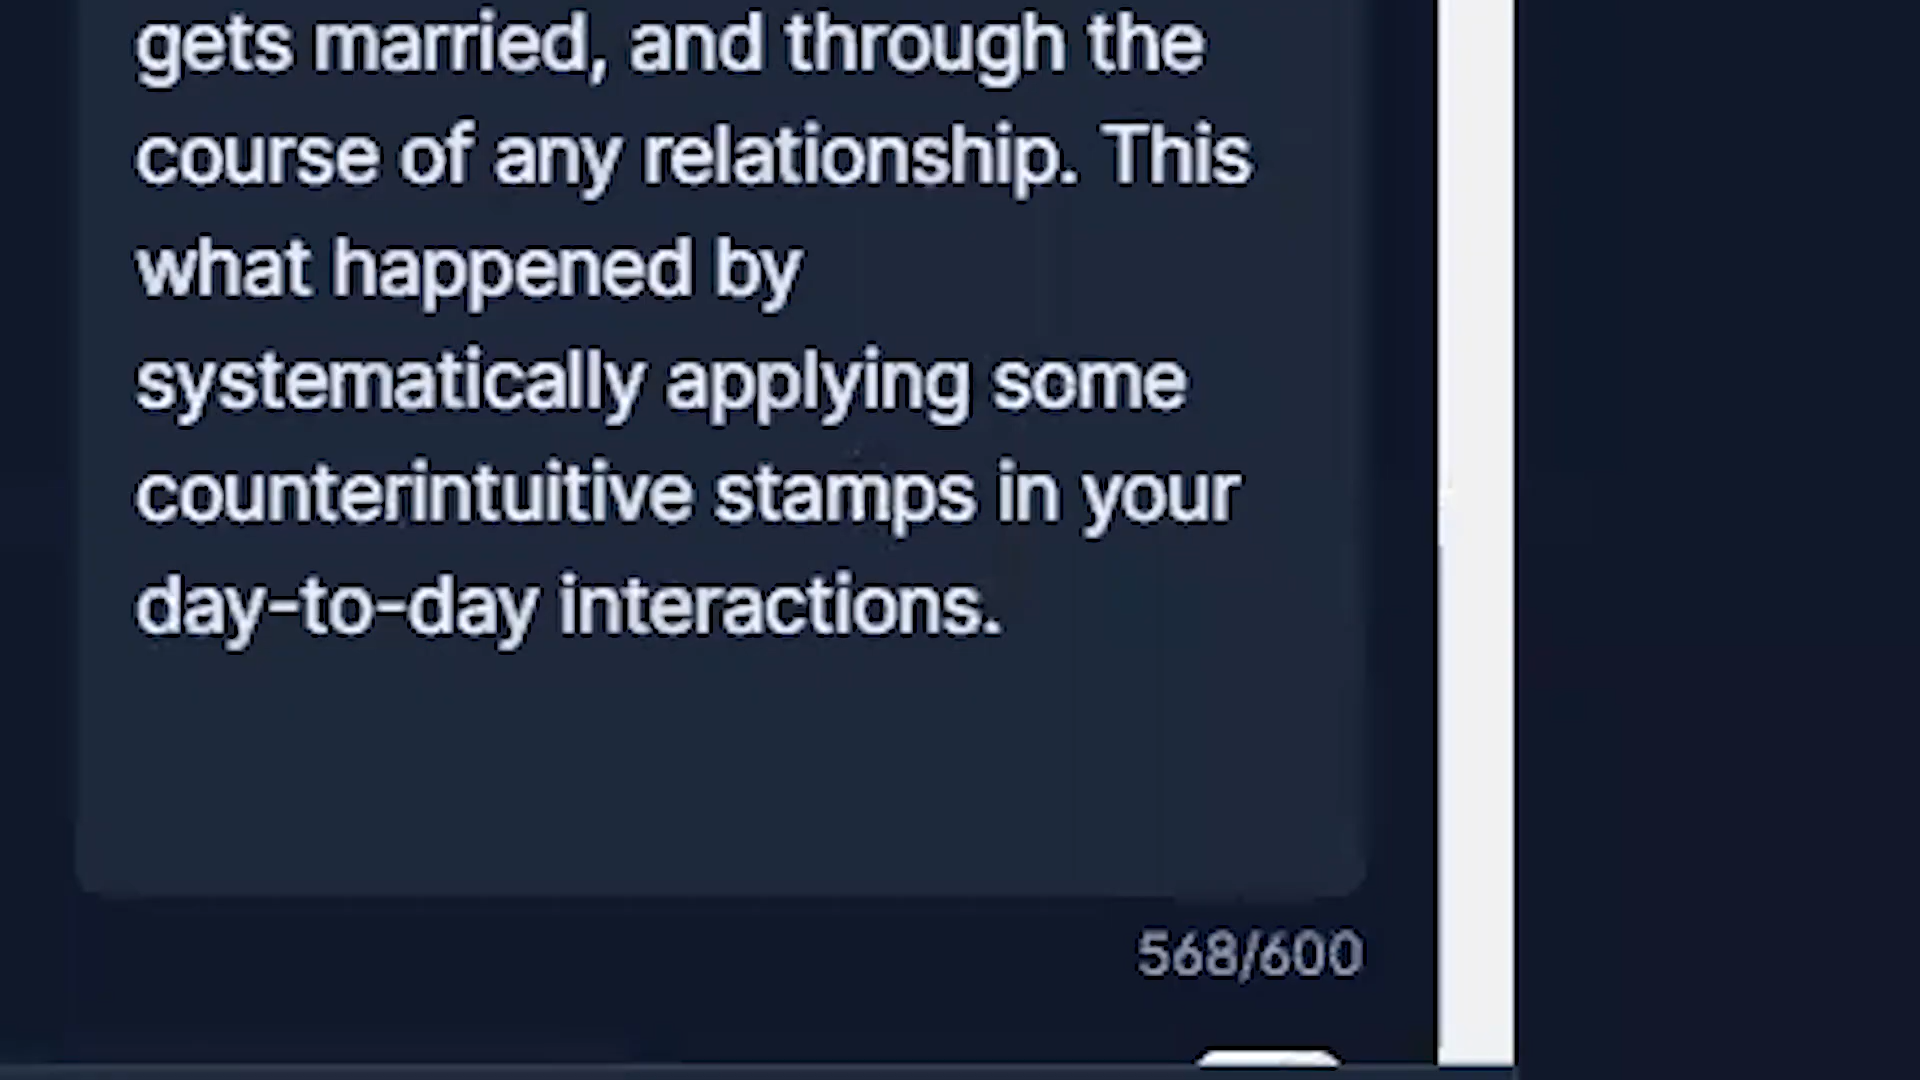 gets married, and through the
course of any relationship. This
what happened by
systematically applying some
counterintuitive stamps in your
day-to-day interactions.
568/600